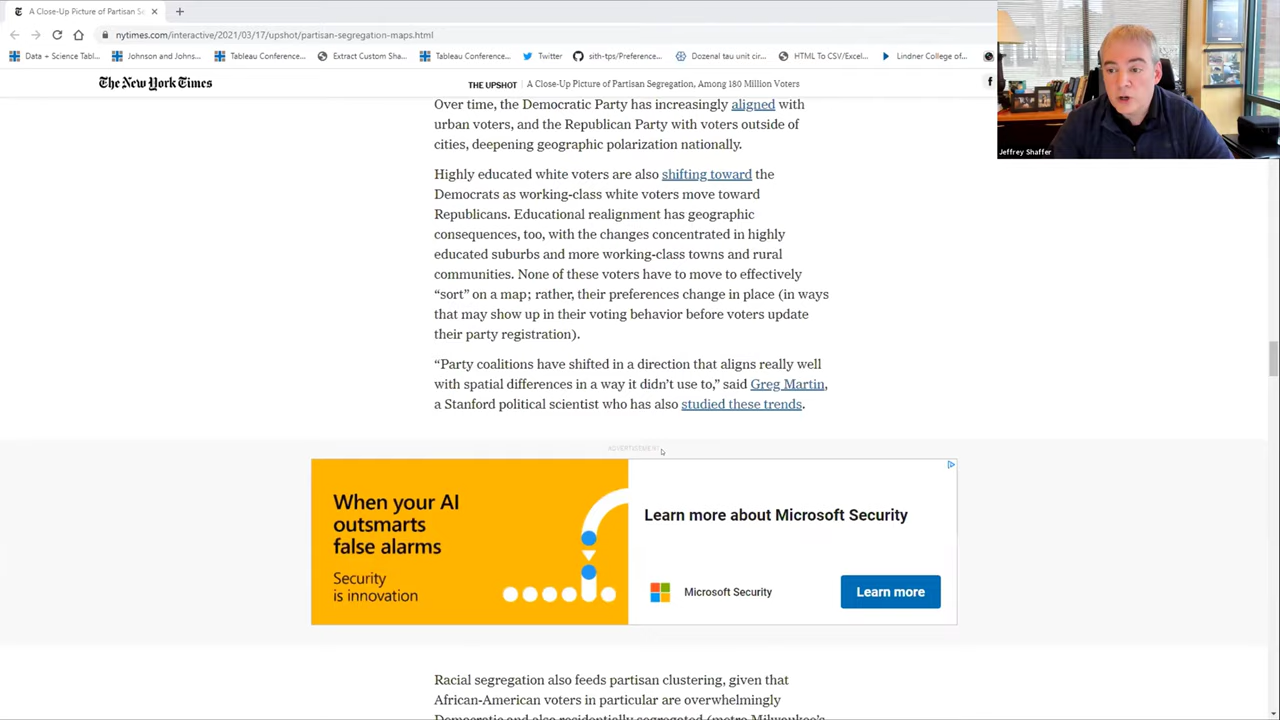 A Close-Up Picture of Partisan Se
nytimes.com/interactive/2021/03/17/upshot/partisan-segregation-maps.html
Data + Science Tabl...
Johnson and Johns...
Tableau Conference...
Extract Custom Sha...
Tableau Conference...
Twitter
sith-tps/Preference...
Dozenal tau unit cir...
HTML To CSV/Excel...
Lindner College of...
The New York Times
THE UPSHOT | A Close-Up Picture of Partisan Segregation, Among 180 Million Voters
Jeffrey Shaffer
Over time, the Democratic Party has increasingly aligned with
urban voters, and the Republican Party with voters outside of
cities, deepening geographic polarization nationally.
Highly educated white voters are also shifting toward the
Democrats as working-class white voters move toward
Republicans. Educational realignment has geographic
consequences, too, with the changes concentrated in highly
educated suburbs and more working-class towns and rural
communities. None of these voters have to move to effectively
“sort” on a map; rather, their preferences change in place (in ways
that may show up in their voting behavior before voters update
their party registration).
“Party coalitions have shifted in a direction that aligns really well
with spatial differences in a way it didn’t use to,” said Greg Martin,
a Stanford political scientist who has also studied these trends.
ADVERTISEMENT
When your AI
outsmarts
false alarms
Security
is innovation
Learn more about Microsoft Security
Microsoft Security
Learn more
Racial segregation also feeds partisan clustering, given that
African-American voters in particular are overwhelmingly
Democratic and also residentially segregated (metro Milwaukee’s